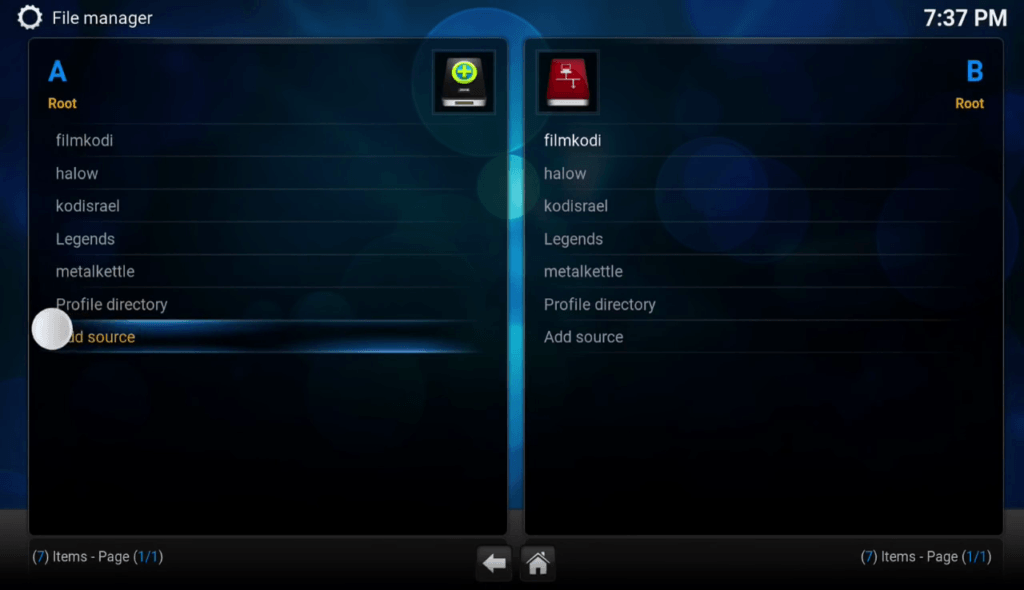 File manager
7:37 PM
A
Root
filmkodi
halow
kodisrael
Legends
metalkettle
Profile directory
Add source
(7) Items - Page (1/1)
B
Root
filmkodi
halow
kodisrael
Legends
metalkettle
Profile directory
Add source
(7) Items - Page (1/1)